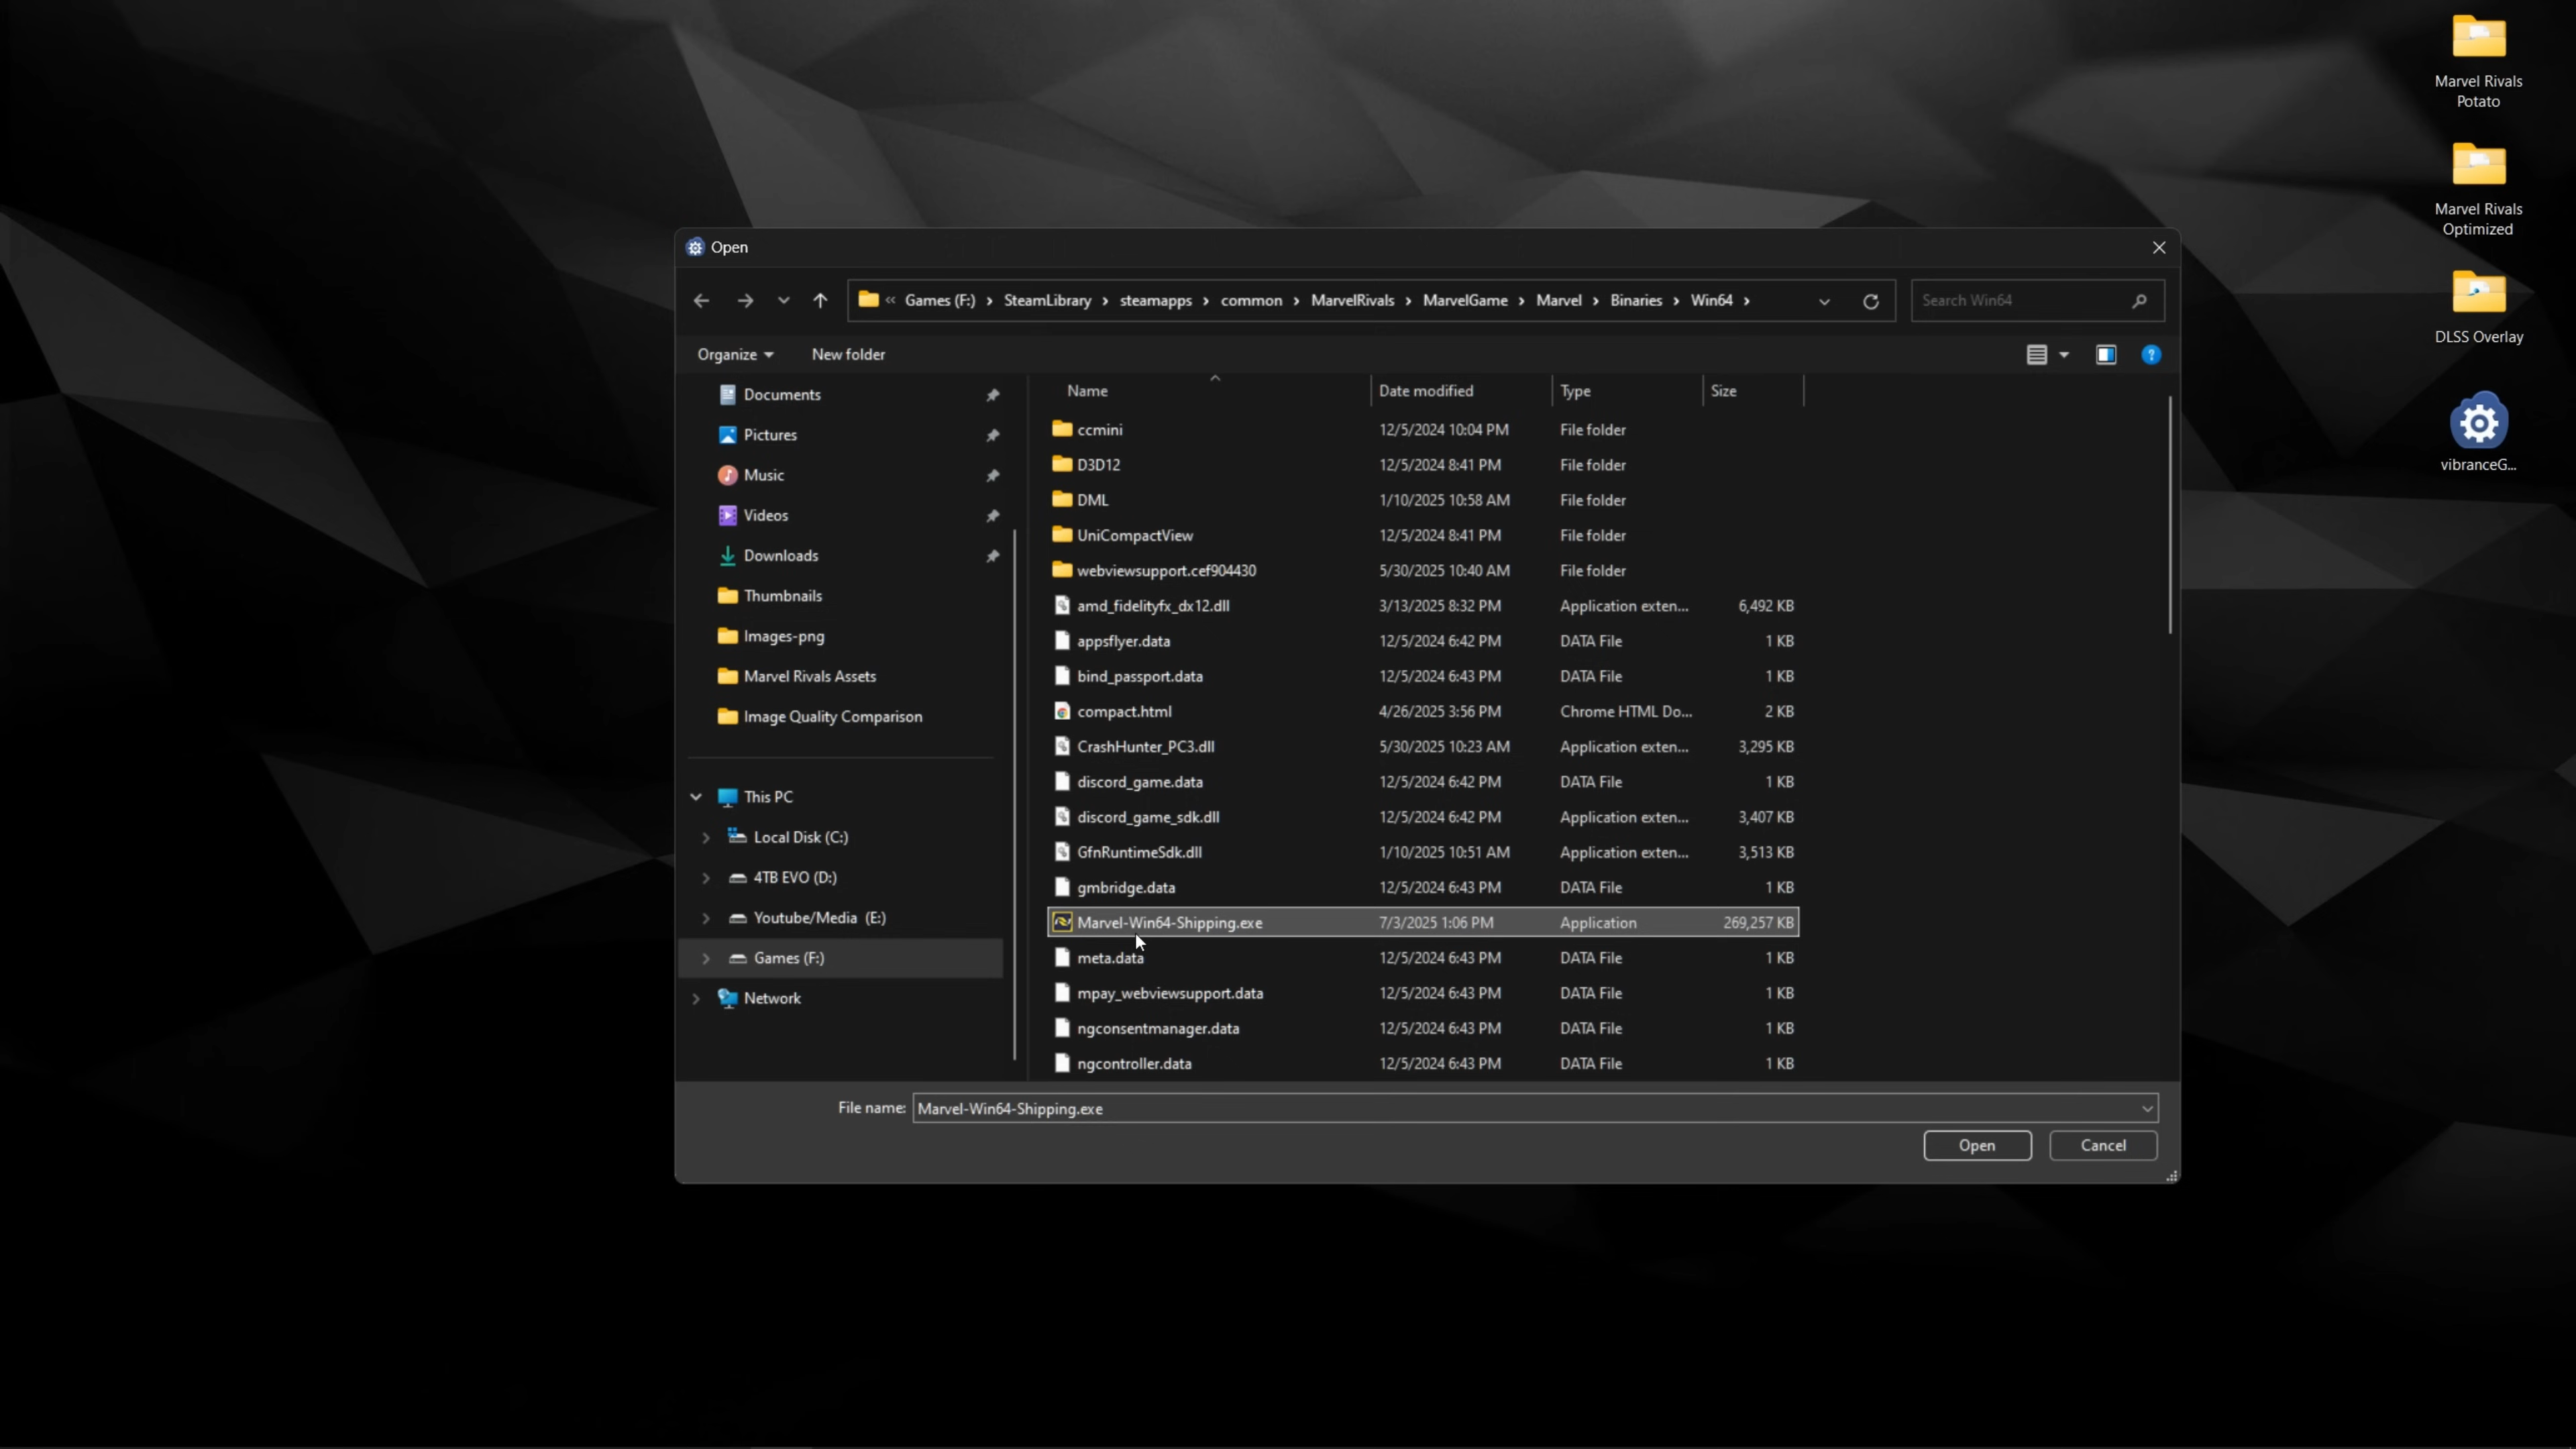 Open
« Games (F:) › SteamLibrary › steamapps › common › MarvelRivals › MarvelGame › Marvel › Binaries › Win64 ›
Search Win64
Organize
New folder
Documents
Pictures
Music
Videos
Downloads
Thumbnails
Images-png
Marvel Rivals Assets
Image Quality Comparison
This PC
Local Disk (C:)
4TB EVO (D:)
Youtube/Media (E:)
Games (F:)
Network
Name Date modified Type Size
ccmini 12/5/2024 10:04 PM File folder
D3D12 12/5/2024 8:41 PM File folder
DML 1/10/2025 10:58 AM File folder
UniCompactView 12/5/2024 8:41 PM File folder
webviewsupport.cef904430 5/30/2025 10:40 AM File folder
amd_fidelityfx_dx12.dll 3/13/2025 8:32 PM Application exten... 6,492 KB
appsflyer.data 12/5/2024 6:42 PM DATA File 1 KB
bind_passport.data 12/5/2024 6:43 PM DATA File 1 KB
compact.html 4/26/2025 3:56 PM Chrome HTML Do... 2 KB
CrashHunter_PC3.dll 5/30/2025 10:23 AM Application exten... 3,295 KB
discord_game.data 12/5/2024 6:42 PM DATA File 1 KB
discord_game_sdk.dll 12/5/2024 6:42 PM Application exten... 3,407 KB
GfnRuntimeSdk.dll 1/10/2025 10:51 AM Application exten... 3,513 KB
gmbridge.data 12/5/2024 6:43 PM DATA File 1 KB
Marvel-Win64-Shipping.exe 7/3/2025 1:06 PM Application 269,257 KB
meta.data 12/5/2024 6:43 PM DATA File 1 KB
mpay_webviewsupport.data 12/5/2024 6:43 PM DATA File 1 KB
ngconsentmanager.data 12/5/2024 6:43 PM DATA File 1 KB
ngcontroller.data 12/5/2024 6:43 PM DATA File 1 KB
File name: Marvel-Win64-Shipping.exe
Open
Cancel
Marvel Rivals
Potato
Marvel Rivals
Optimized
DLSS Overlay
vibranceG...